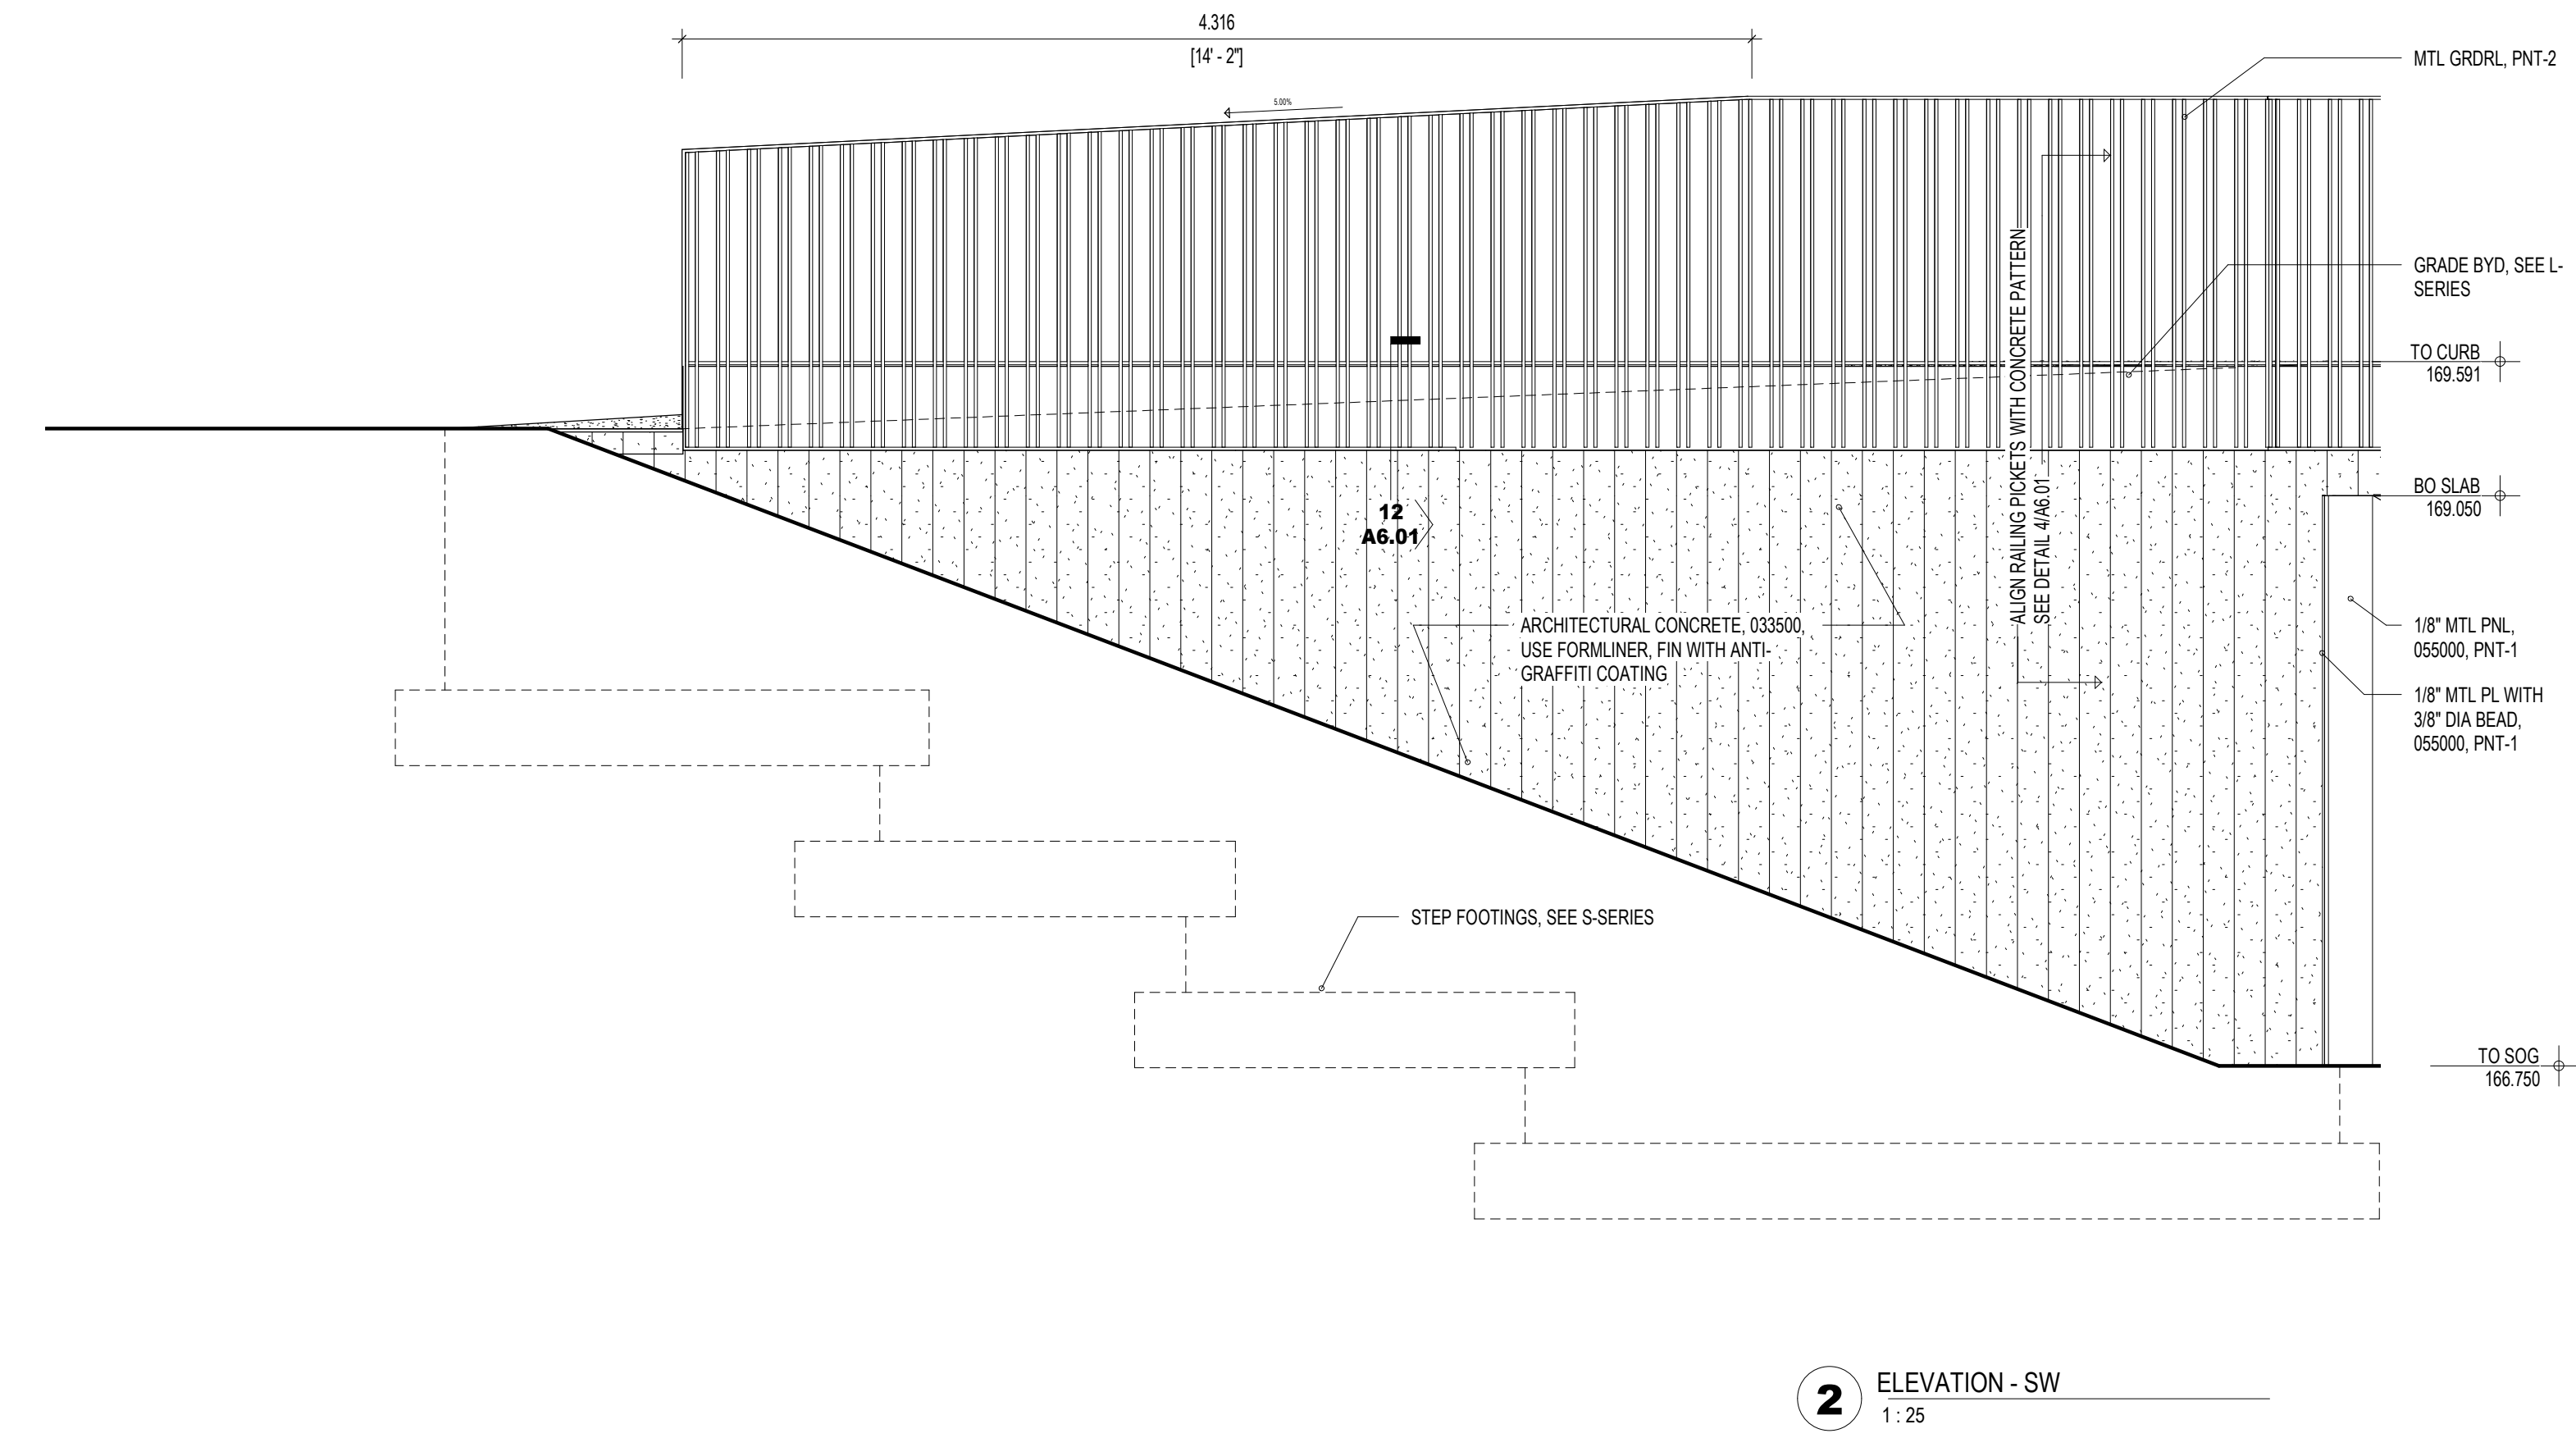 4.316
[14' - 2"]
5.00%
MTL GRDRL, PNT-2
GRADE BYD, SEE L-
SERIES
TO CURB
169.591
ALIGN RAILING PICKETS WITH CONCRETE PATTERN
SEE DETAIL 4/A6.01
BO SLAB
169.050
12
A6.01
ARCHITECTURAL CONCRETE, 033500,
USE FORMLINER, FIN WITH ANTI-
GRAFFITI COATING
1/8" MTL PNL,
055000, PNT-1
1/8" MTL PL WITH
3/8" DIA BEAD,
055000, PNT-1
STEP FOOTINGS, SEE S-SERIES
TO SOG
166.750
2
ELEVATION - SW
1 : 25